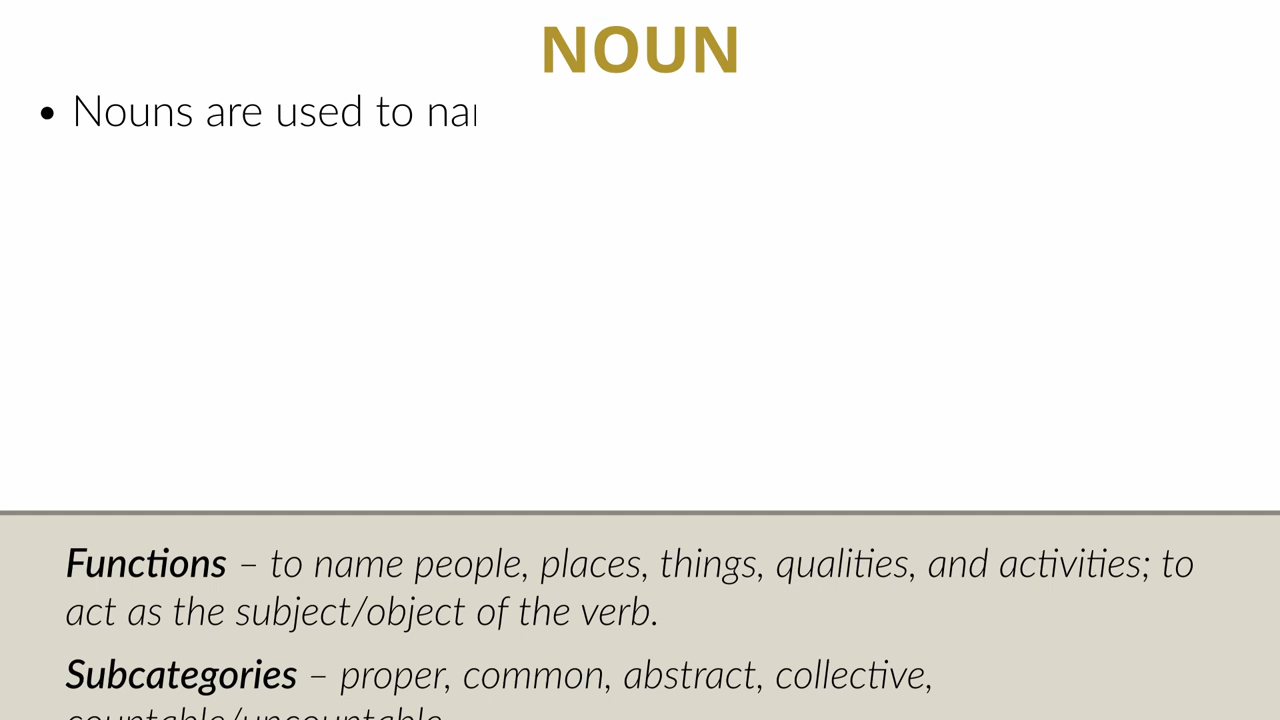 NOUN
• Nouns are used to
Functions – to name people, places, things, qualities, and activities; to
act as the subject/object of the verb.
Subcategories – proper, common, abstract, collective,
countable/uncountable